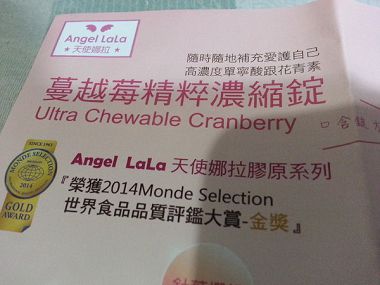 Angel LaLa
★天使娜拉★
隨時隨地補充愛護自己
高濃度單寧酸跟花青素
蔓越莓精粹濃縮錠
Ultra Chewable Cranberry
口含錠
SINCE 1961
MONDE SELECTION
2014
GOLD
AWARD
Angel LaLa 天使娜拉膠原系列
『榮獲2014Monde Selection
世界食品品質評鑑大賞-金獎』